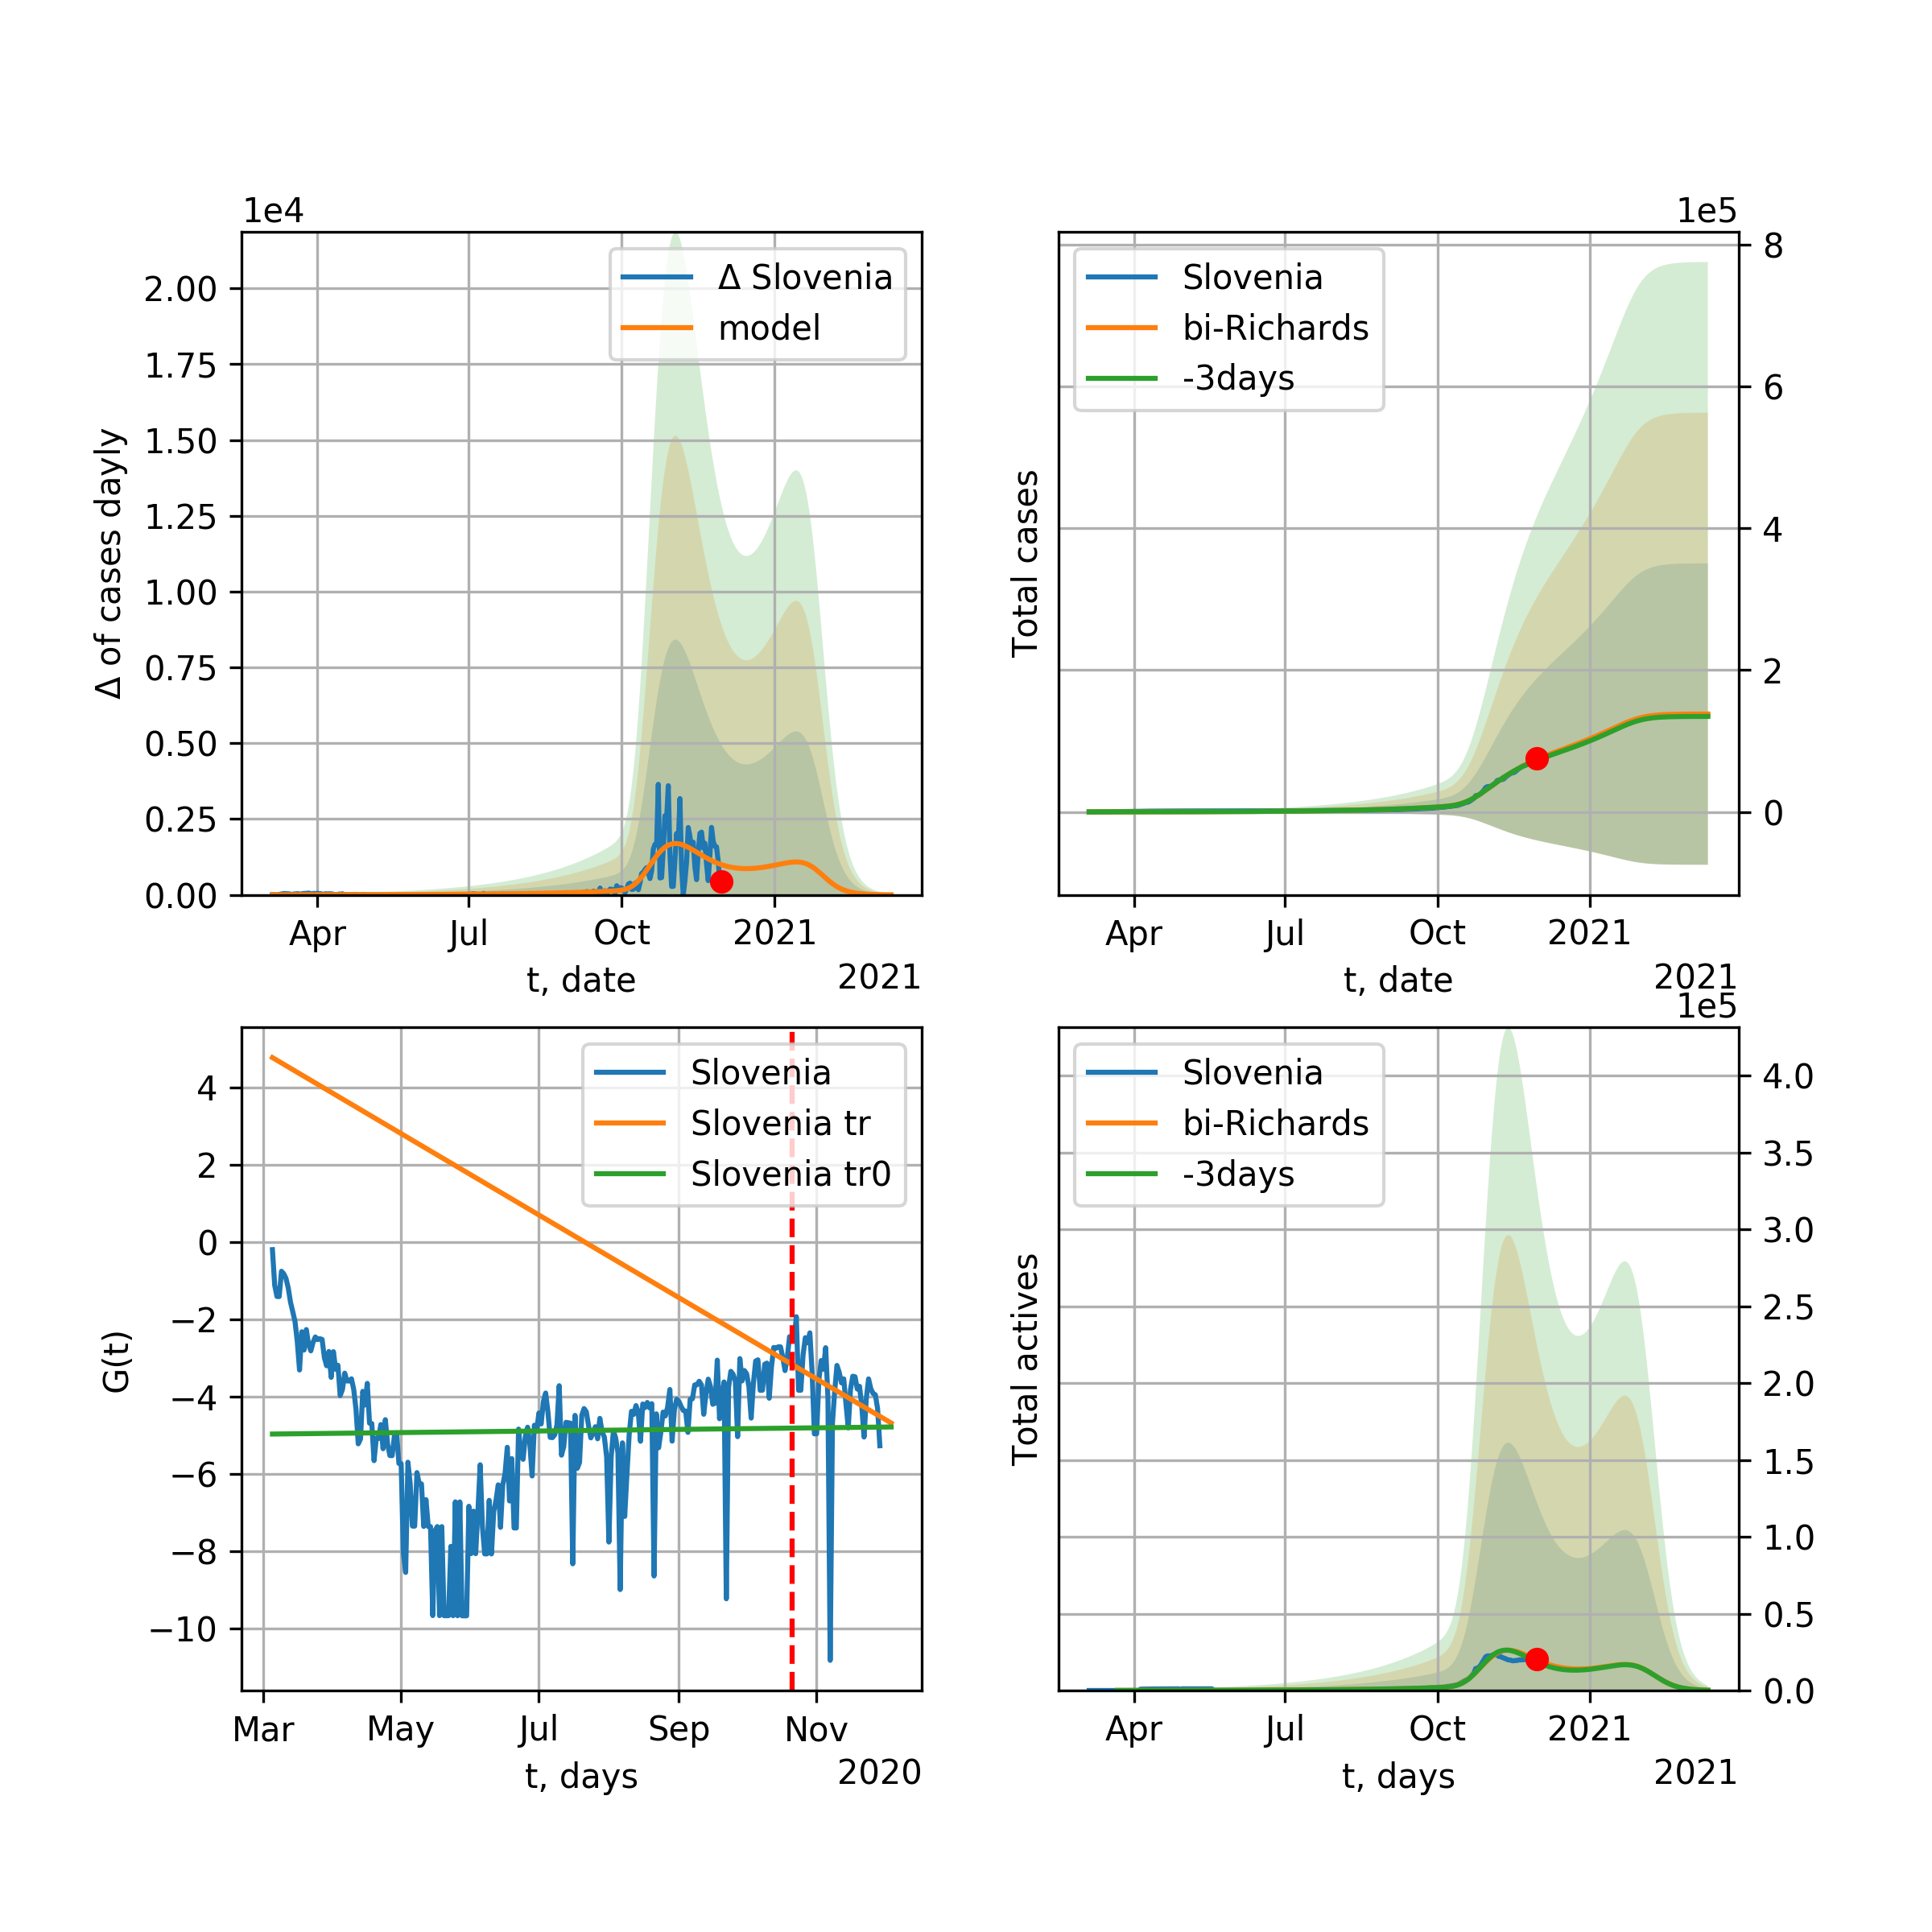 1e4
Δ of cases dayly
2.00
1.75
1.50
1.25
1.00
0.75
0.50
0.25
0.00
Δ Slovenia
model
Apr Jul Oct 2021
t, date
2021
1e5
Total cases
Slovenia
bi-Richards
-3days
8
6
4
2
0
Apr Jul Oct 2021
t, date
2021
G(t)
4
2
0
−2
−4
−6
−8
−10
Slovenia
Slovenia tr
Slovenia tr0
Mar May Jul Sep Nov
t, days
2020
1e5
Total actives
Slovenia
bi-Richards
-3days
4.0
3.5
3.0
2.5
2.0
1.5
1.0
0.5
0.0
Apr Jul Oct 2021
t, days
2021